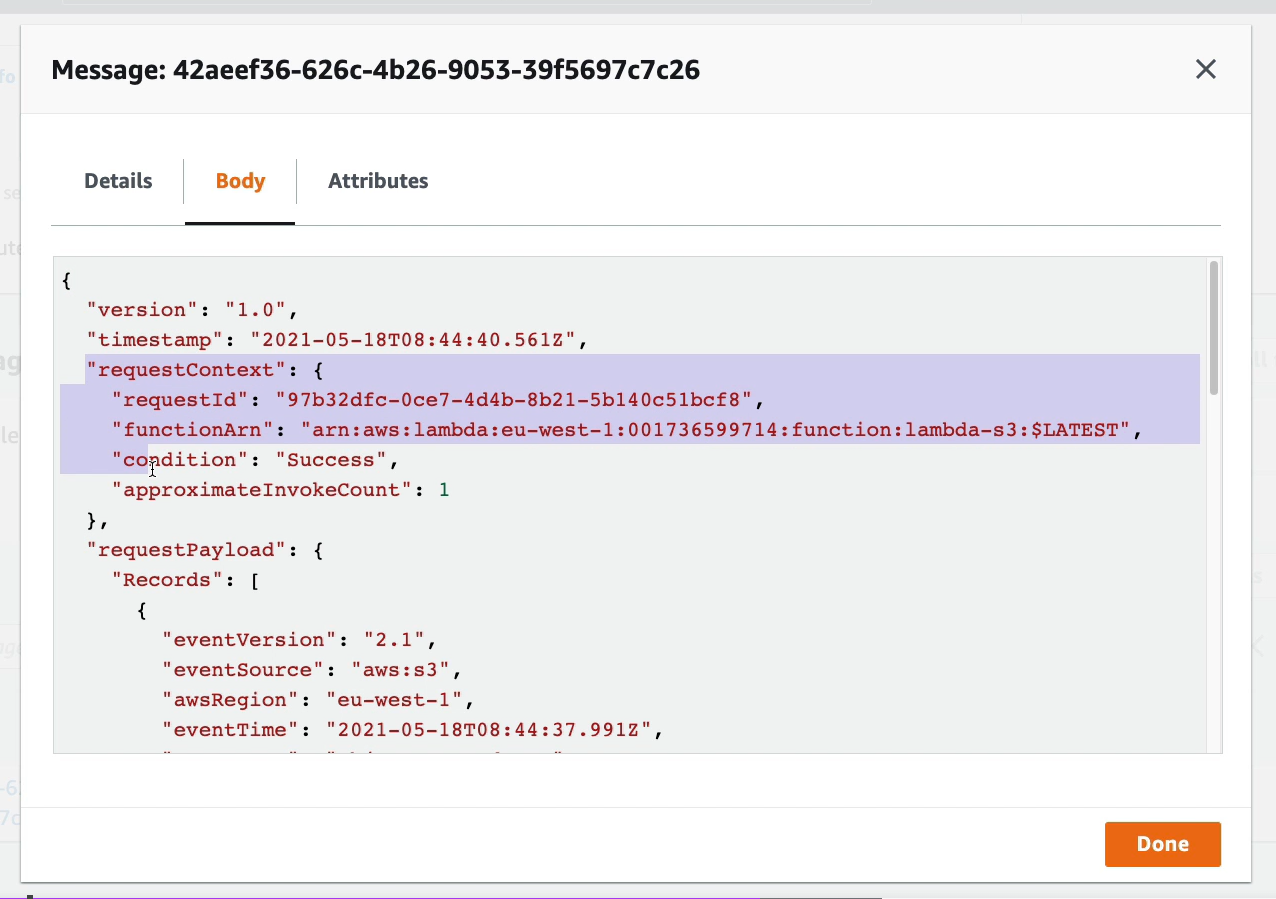 Message: 42aeef36-626c-4b26-9053-39f5697c7c26
Details Body Attributes
{
"version": "1.0",
"timestamp": "2021-05-18T08:44:40.561Z",
"requestContext": {
"requestId": "97b32dfc-0ce7-4d4b-8b21-5b140c51bcf8",
"functionArn": "arn:aws:lambda:eu-west-1:001736599714:function:lambda-s3:$LATEST",
"condition": "Success",
"approximateInvokeCount": 1
},
"requestPayload": {
"Records": [
{
"eventVersion": "2.1",
"eventSource": "aws:s3",
"awsRegion": "eu-west-1",
"eventTime": "2021-05-18T08:44:37.991Z",
Done